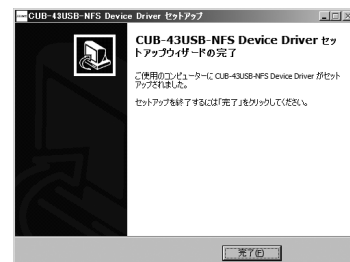 CUB-43USB-NFS Device Driver セットアップ
CUB-43USB-NFS Device Driver セッ
トアップウィザードの完了
ご使用のコンピューターに CUB-43USB-NFS Device Driver がセット
アップされました。
セットアップを終了するには「完了」をクリックしてください。
完了(F)